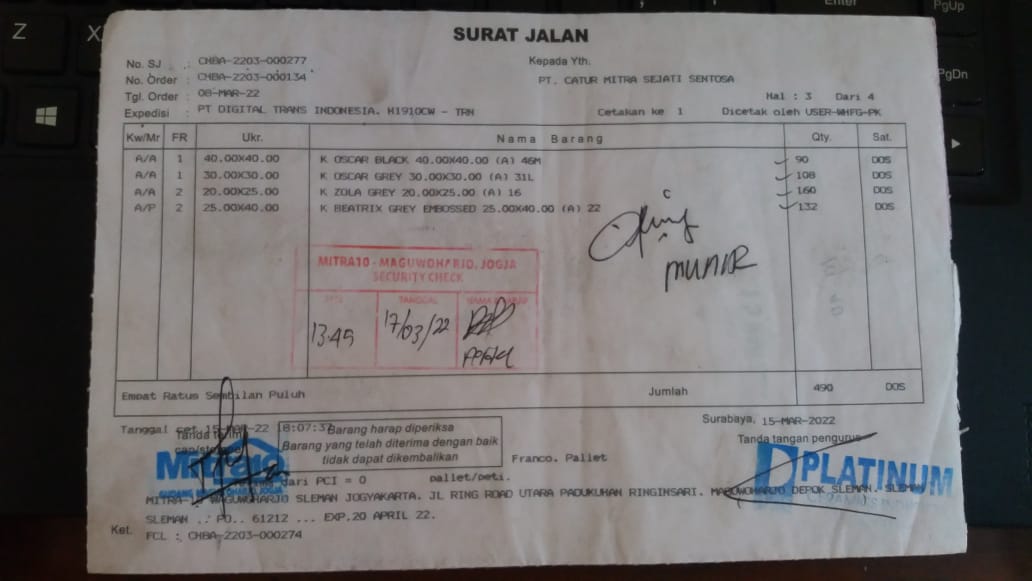 SURAT JALAN
No. SJ : CHBA-2203-000277
Kepada Yth.
No. Order : CHBA-2203-000134
PT. CATUR MITRA SEJATI SENTOSA
Tgl. Order : 08-MAR-22
Hal : 3 Dari 4
Expedisi : PT DIGITAL TRANS INDONESIA. H1910CW - TRN
Cetakan ke 1 Dicetak oleh USER-WHFG-PK
Kw/Mr FR Ukr. Nama Barang Qty. Sat.
A/A 1 40.00X40.00 K OSCAR BLACK 40.00X40.00 (A) 46M 90 DOS
A/A 1 30.00X30.00 K OSCAR GREY 30.00X30.00 (A) 31L 108 DOS
A/A 2 20.00X25.00 K ZOLA GREY 20.00X25.00 (A) 16 160 DOS
A/P 2 25.00X40.00 K BEATRIX GREY EMBOSSED 25.00X40.00 (A) 22 132 DOS
MUNIR
MITRA10 - MAGUWOHARJO, JOGJA
SECURITY CHECK
TANGGAL
13.45 17/03/22
Empat Ratus Sembilan Puluh Jumlah 490 DOS
Tanggal cet 15-MAR-22 18:07:37
Surabaya, 15-MAR-2022
Tanda terima
Barang harap diperiksa
Barang yang telah diterima dengan baik
tidak dapat dikembalikan
Tanda tangan pengurus
cap/
Franco. Pallet
Mitra10
PLATINUM
dari PCI = 0 pallet/peti.
MITRA MAGUWOHARJO SLEMAN JOGYAKARTA. JL RING ROAD UTARA PADUKUHAN RINGINSARI. MAGUWOHARJO DEPOK SLEMAN. SLEMAN
SLEMAN .. PO.. 61212 ... EXP.20 APRIL 22.
Ket. FCL : CHBA-2203-000274
Z X
Enter
PgUp
PgDn